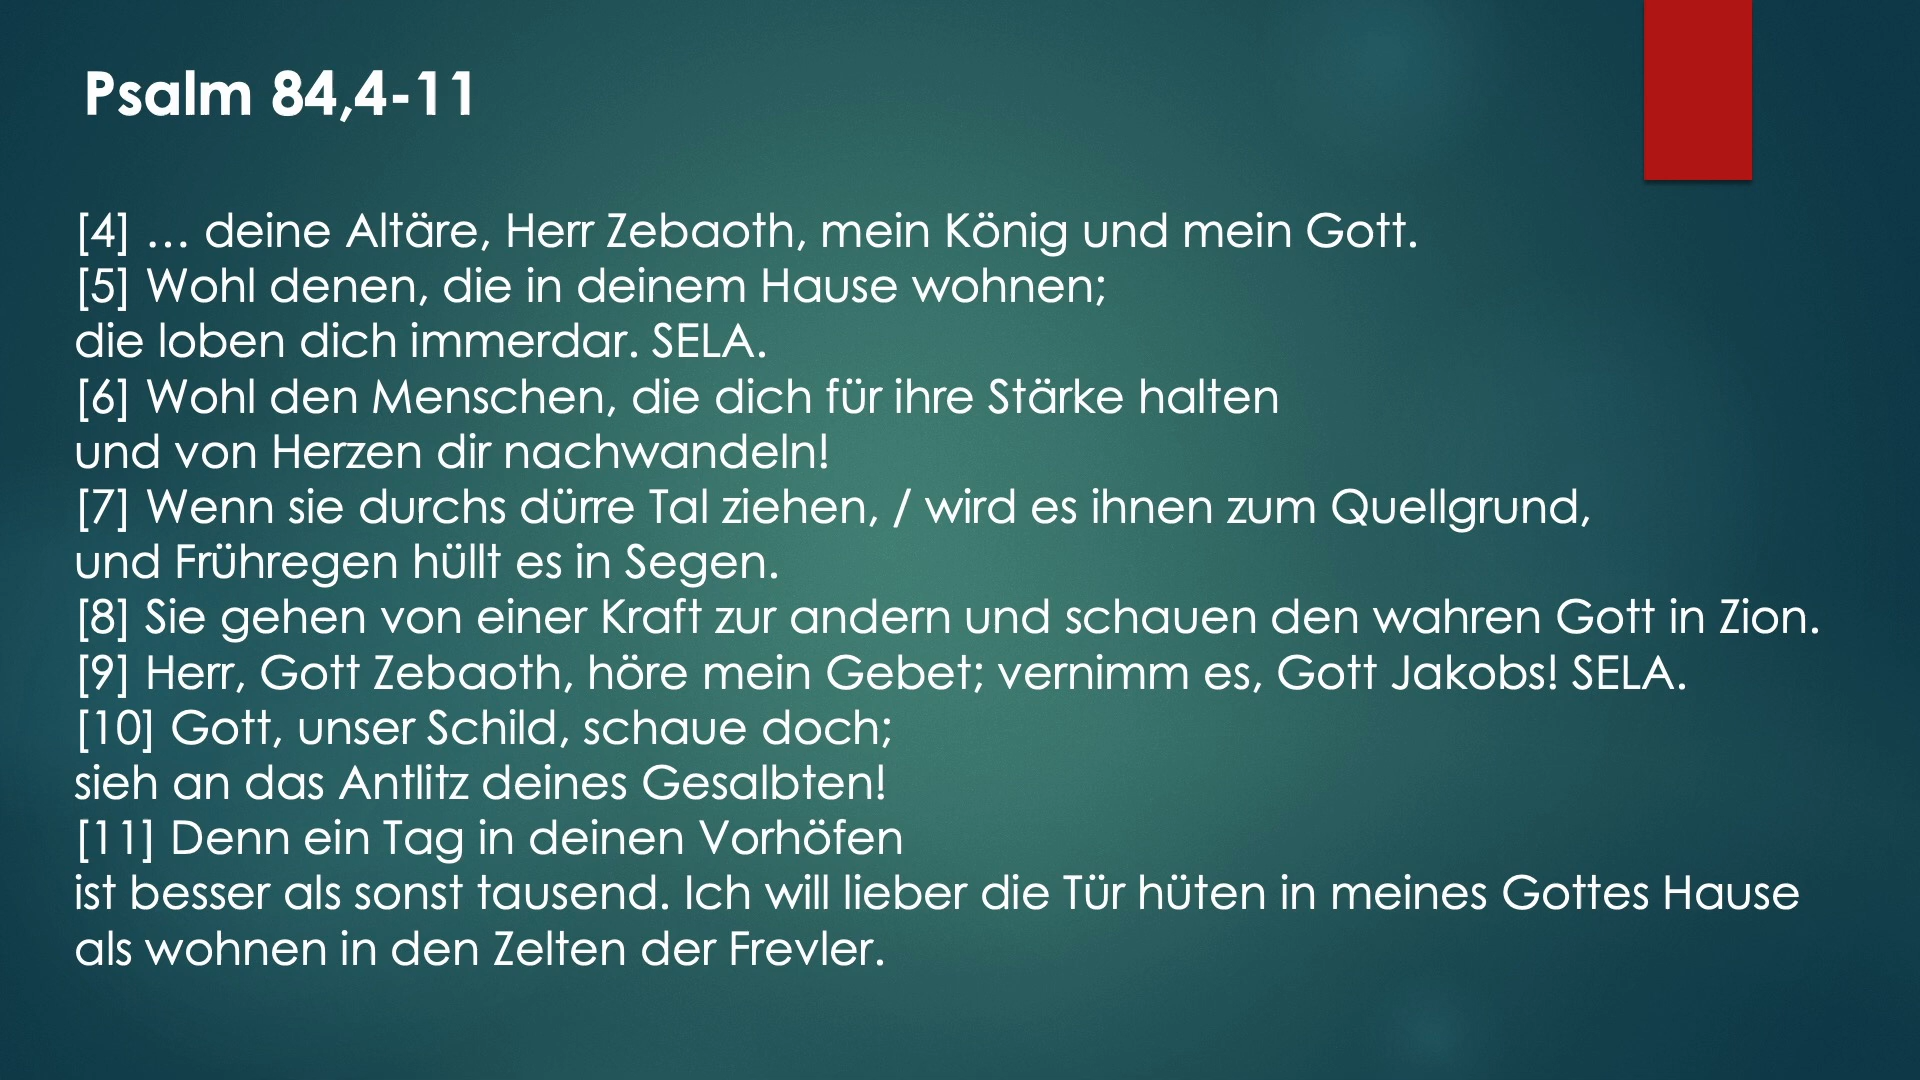 Psalm 84,4-11
[4] … deine Altäre, Herr Zebaoth, mein König und mein Gott.
[5] Wohl denen, die in deinem Hause wohnen;
die loben dich immerdar. SELA.
[6] Wohl den Menschen, die dich für ihre Stärke halten
und von Herzen dir nachwandeln!
[7] Wenn sie durchs dürre Tal ziehen, / wird es ihnen zum Quellgrund,
und Frühregen hüllt es in Segen.
[8] Sie gehen von einer Kraft zur andern und schauen den wahren Gott in Zion.
[9] Herr, Gott Zebaoth, höre mein Gebet; vernimm es, Gott Jakobs! SELA.
[10] Gott, unser Schild, schaue doch;
sieh an das Antlitz deines Gesalbten!
[11] Denn ein Tag in deinen Vorhöfen
ist besser als sonst tausend. Ich will lieber die Tür hüten in meines Gottes Hause
als wohnen in den Zelten der Frevler.